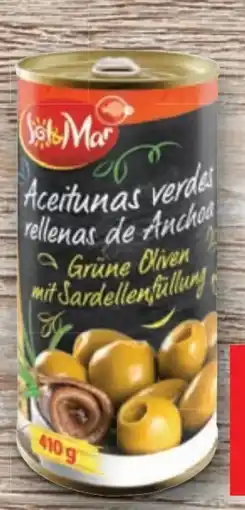 Sol&Mar
Aceitunas verdes
rellenas de Anchoa
Grüne Oliven
mit Sardellenfüllung
410 g